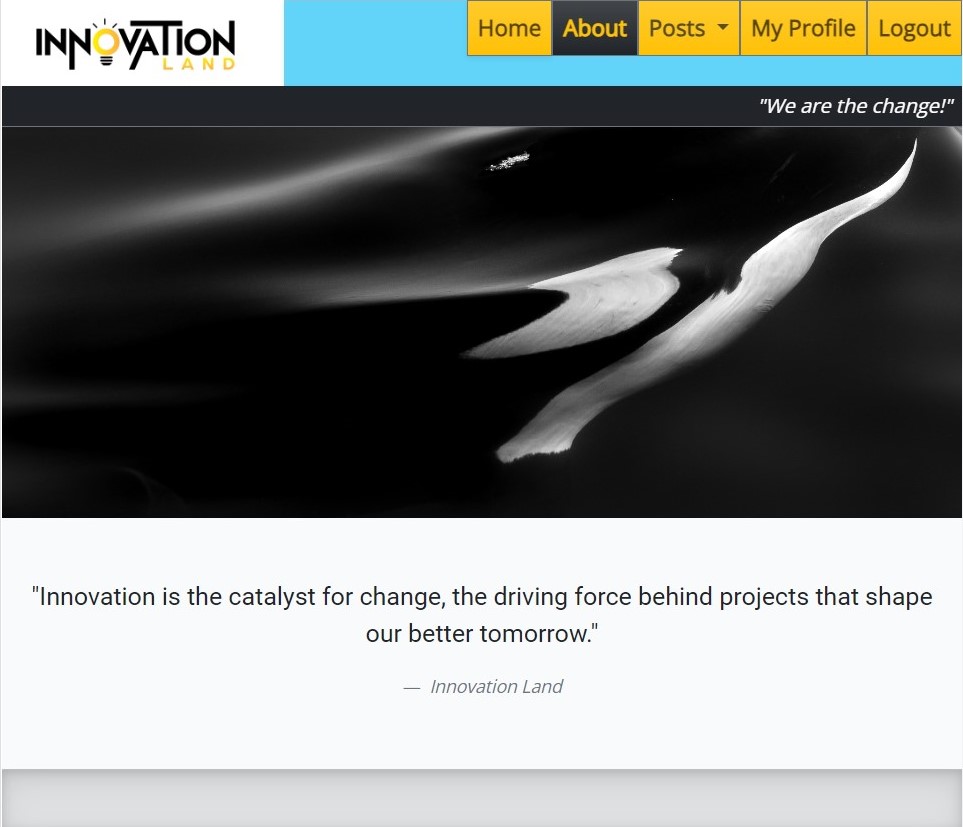 INNOVATION
LAND
Home About Posts My Profile Logout
"We are the change!"
"Innovation is the catalyst for change, the driving force behind projects that shape
our better tomorrow."
— Innovation Land